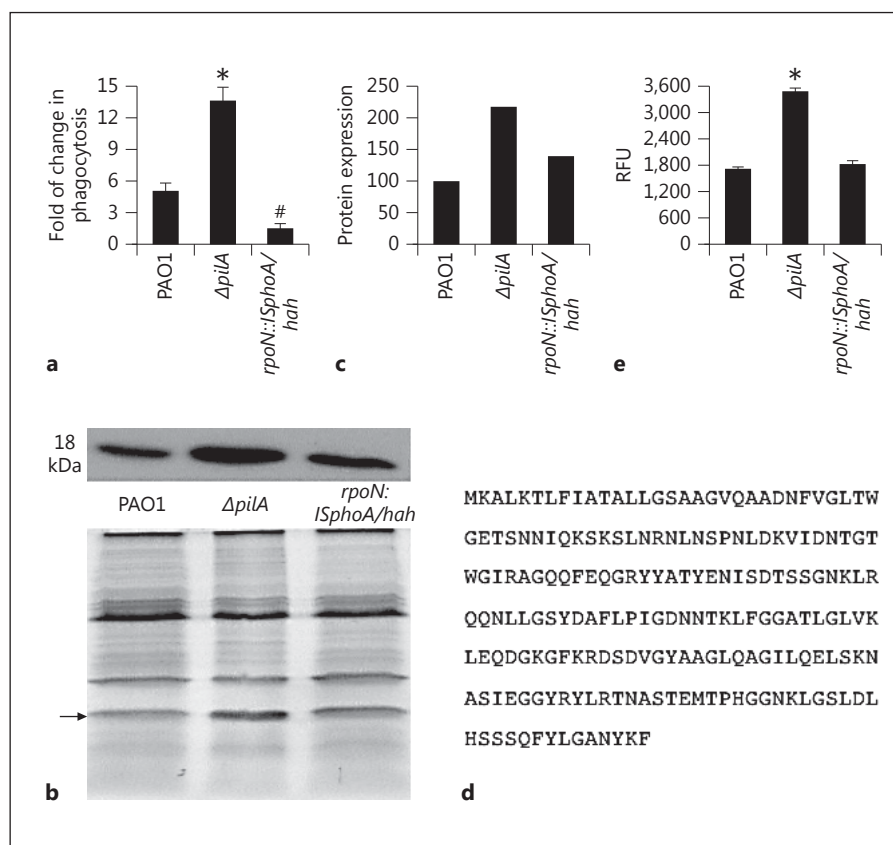 Fold of change in
phagocytosis
15
12
9
6
3
0
*
#
PAO1
ΔpilA
rpoN::ISphoA/
hah
a
Protein expression
250
200
150
100
50
0
PAO1
ΔpilA
rpoN::ISphoA/
hah
c
RFU
3,600
3,000
2,400
1,800
1,200
600
0
*
PAO1
ΔpilA
rpoN::ISphoA/
hah
e
18
kDa
PAO1
ΔpilA
rpoN:
ISphoA/hah
b
MKALKTLFIATALLGSAAGVQAADNFVGLTW
GETSNNIQKSKSLNRNLNSPNLDKVIDNTGT
WGIRAGQQFEQGRYYATYENISDTSSGNKLR
QQNLLGSYDAFLPIGDNNTKLFGGATLGLVK
LEQDGKGFKRDSDVGYAAGLQAGILQELSKN
ASIEGGYRYLRTNASTEMTPHGGNKLGSLDL
HSSSQFYLGANYKF
d